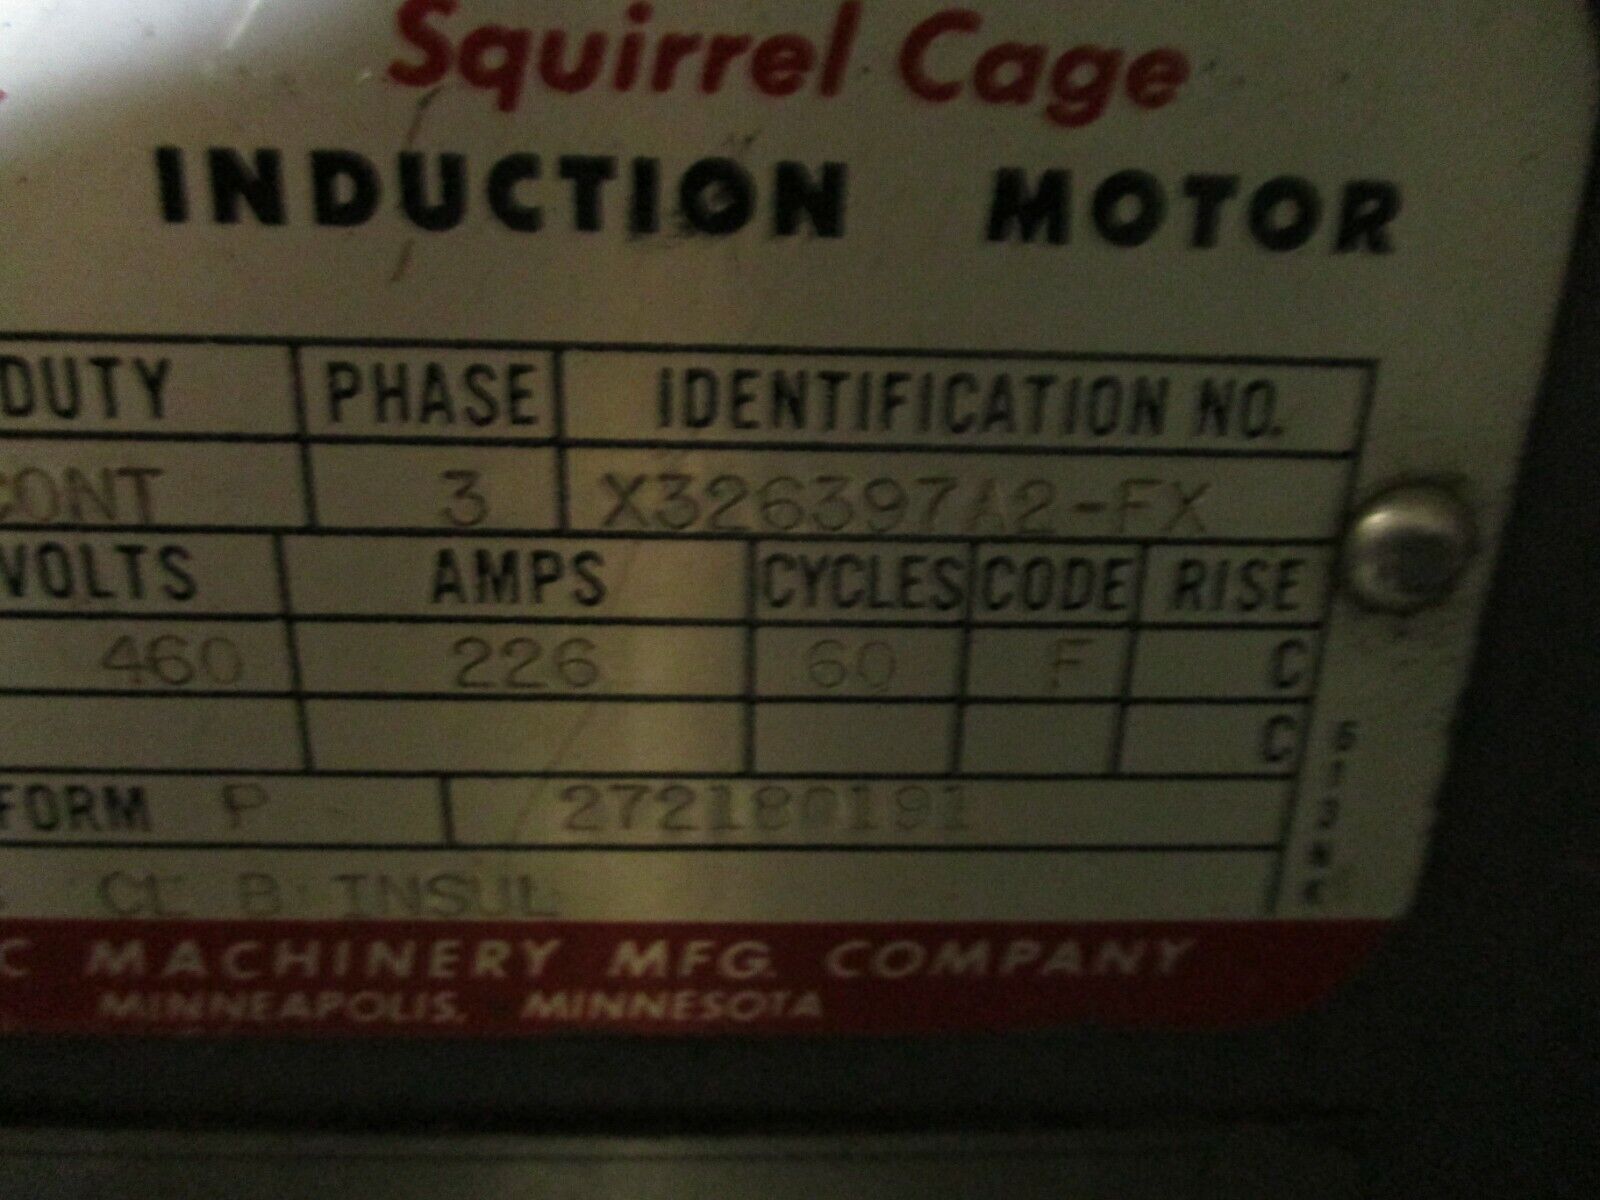 Squirrel Cage
INDUCTION MOTOR
DUTY PHASE IDENTIFICATION NO.
CONT 3 X326397A2-FX
VOLTS AMPS CYCLES CODE RISE
460 226 60 F C
C
FORM P 272180191
CL B INSUL
C MACHINERY MFG. COMPANY
MINNEAPOLIS, MINNESOTA